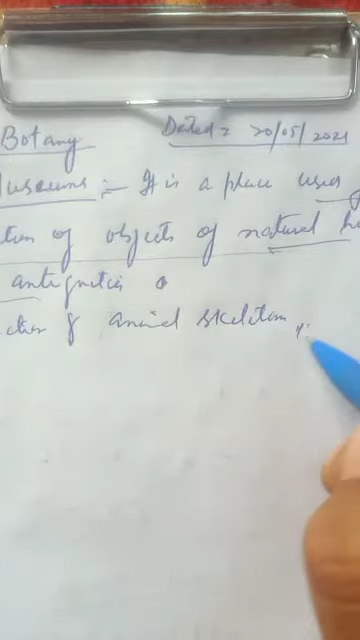 Botany Dated : 20/05/2021
Museums :- It is a place used
of objects of natural
antiquities o
of animal skeleton